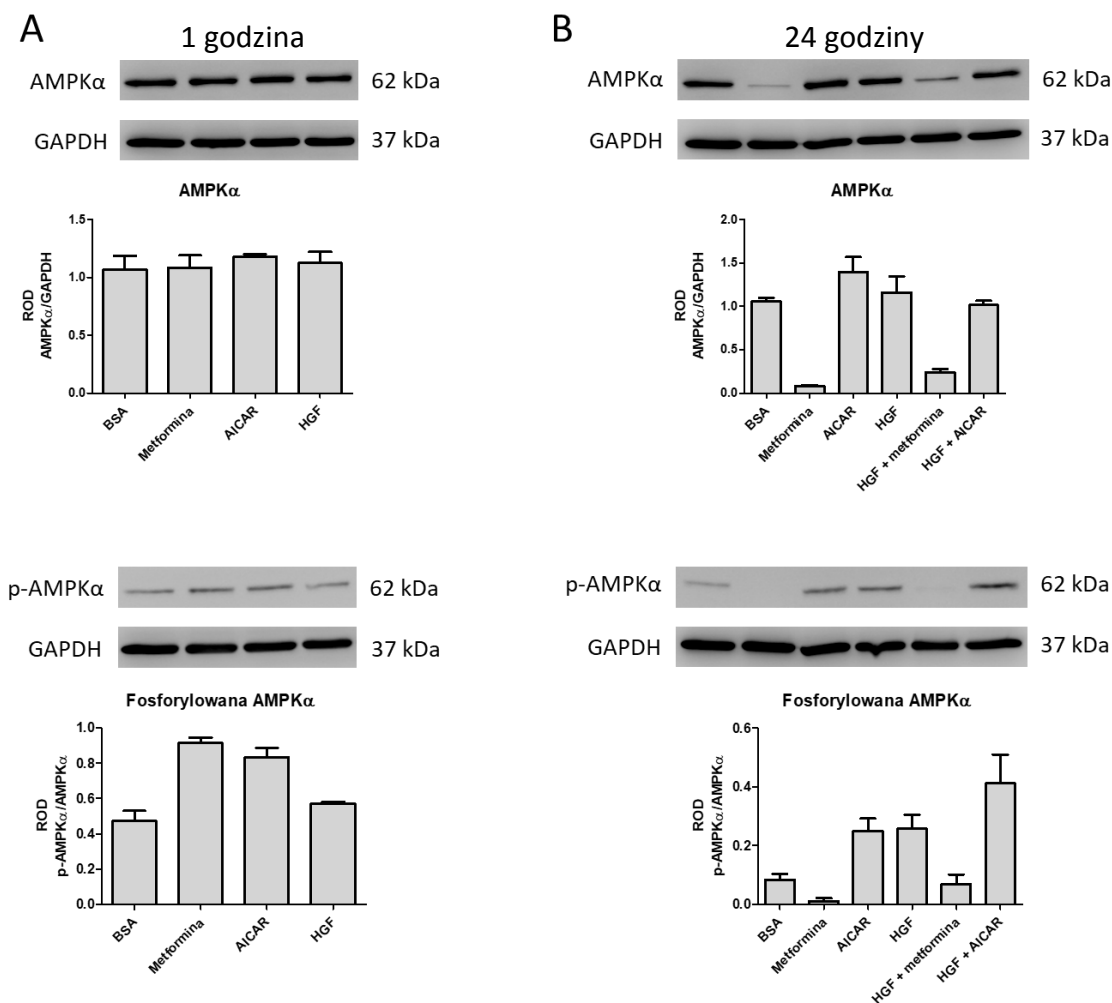 A
1 godzina
AMPKα
62 kDa
GAPDH
37 kDa
AMPKα
ROD
AMPKα/GAPDH
1.5
1.0
0.5
0.0
BSA
Metformina
AICAR
HGF
p-AMPKα
62 kDa
GAPDH
37 kDa
Fosforylowana AMPKα
ROD
p-AMPKα/AMPKα
1.0
0.8
0.6
0.4
0.2
0.0
BSA
Metformina
AICAR
HGF
B
24 godziny
AMPKα
62 kDa
GAPDH
37 kDa
AMPKα
ROD
AMPKα/GAPDH
2.0
1.5
1.0
0.5
0.0
BSA
Metformina
AICAR
HGF
HGF + metformina
HGF + AICAR
p-AMPKα
62 kDa
GAPDH
37 kDa
Fosforylowana AMPKα
ROD
p-AMPKα/AMPKα
0.6
0.4
0.2
0.0
BSA
Metformina
AICAR
HGF
HGF + metformina
HGF + AICAR